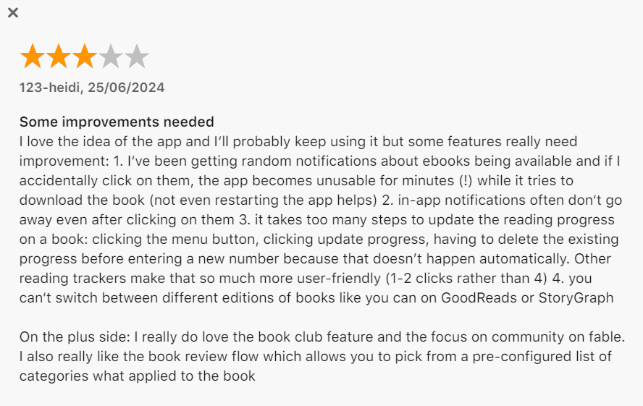 123-heidi, 25/06/2024
Some improvements needed
I love the idea of the app and I'll probably keep using it but some features really need
improvement: 1. I've been getting random notifications about ebooks being available and if I
accidentally click on them, the app becomes unusable for minutes (!) while it tries to
download the book (not even restarting the app helps) 2. in-app notifications often don't go
away even after clicking on them 3. it takes too many steps to update the reading progress
on a book: clicking the menu button, clicking update progress, having to delete the existing
progress before entering a new number because that doesn't happen automatically. Other
reading trackers make that so much more user-friendly (1-2 clicks rather than 4) 4. you
can't switch between different editions of books like you can on GoodReads or StoryGraph
On the plus side: I really do love the book club feature and the focus on community on fable.
I also really like the book review flow which allows you to pick from a pre-configured list of
categories what applied to the book